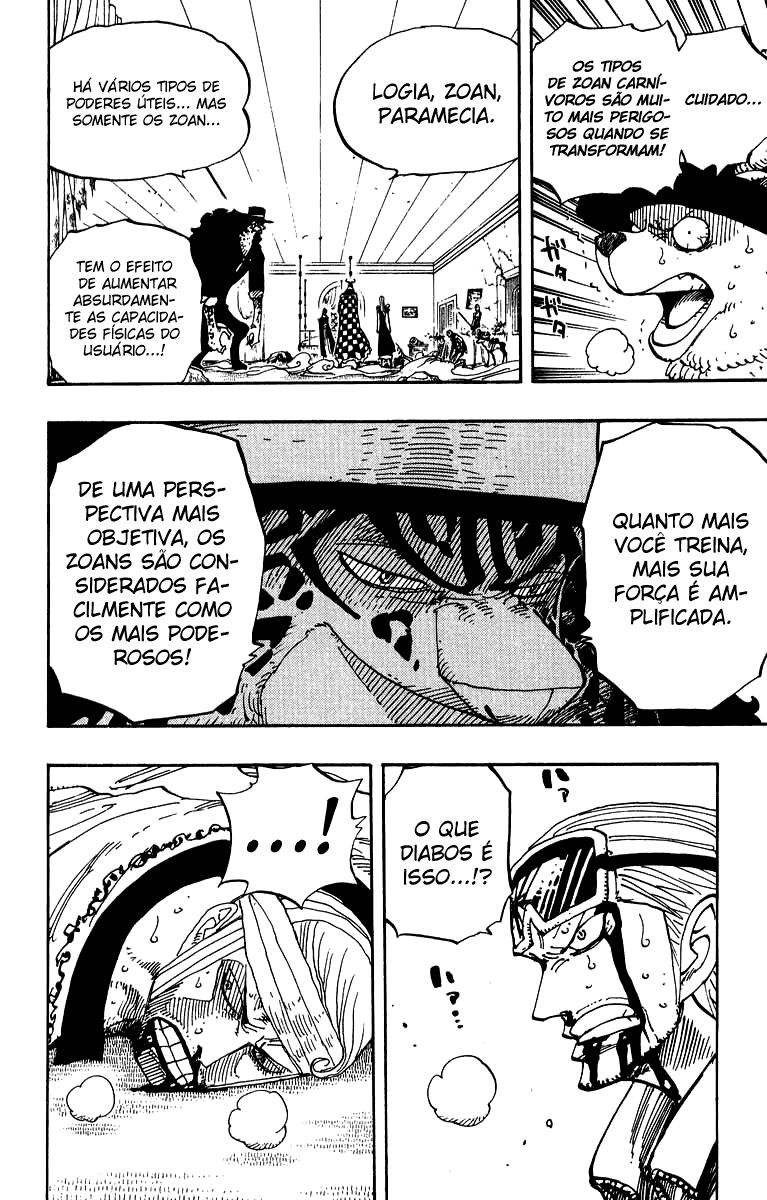 CUIDADO...
OS TIPOS
DE ZOAN CARNÍ-
VOROS SÃO MUI-
TO MAIS PERIGO-
SOS QUANDO SE
TRANSFORMAM!
ガタ
LOGIA, ZOAN,
PARAMECIA.
HÁ VÁRIOS TIPOS DE
PODERES ÚTEIS... MAS
SOMENTE OS ZOAN...
TEM O EFEITO
DE AUMENTAR
ABSURDAMEN-
TE AS CAPACIDA-
DES FÍSICAS DO
USUÁRIO...!
QUANTO MAIS
VOCÊ TREINA,
MAIS SUA
FORÇA É AM-
PLIFICADA.
DE UMA PERS-
PECTIVA MAIS
OBJETIVA, OS
ZOANS SÃO CON-
SIDERADOS FA-
CILMENTE COMO
OS MAIS PODE-
ROSOS!
O QUE
DIABOS É
ISSO...!?
....!